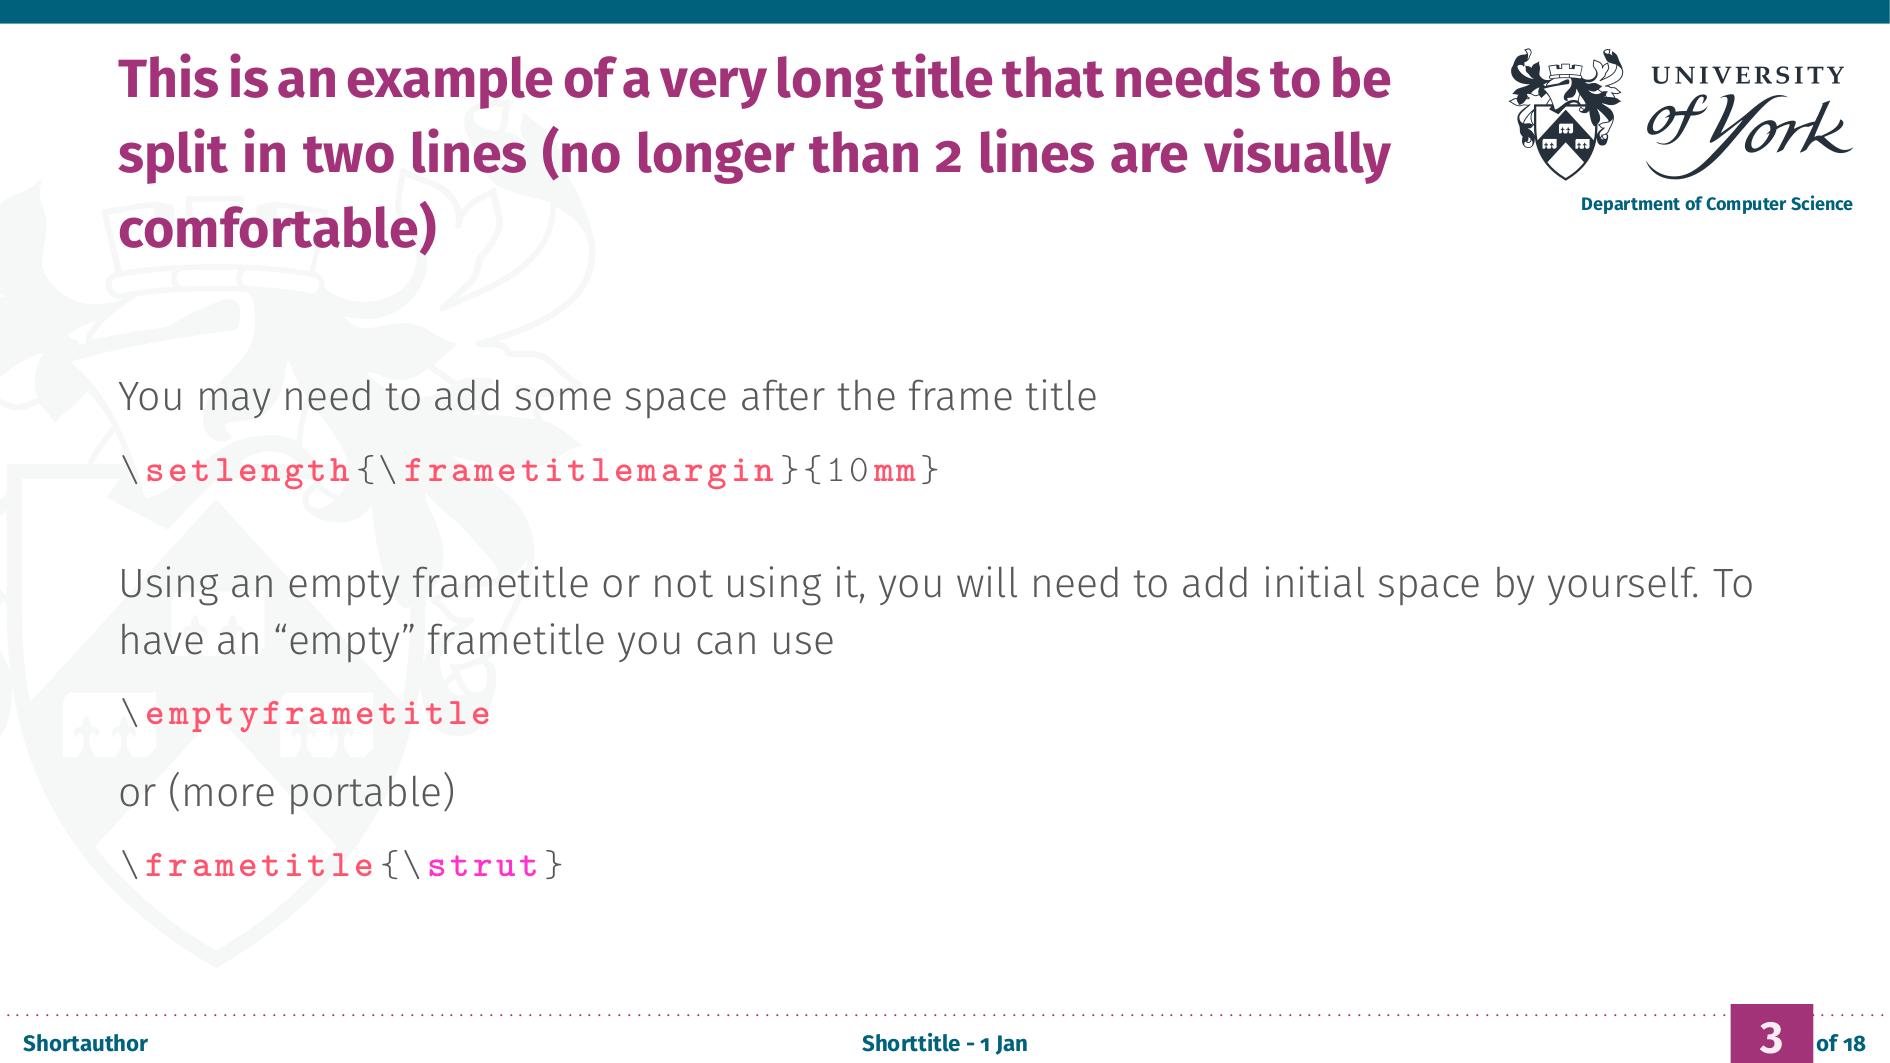 This is an example of a very long title that needs to be
split in two lines (no longer than 2 lines are visually
comfortable)
UNIVERSITY
of York
Department of Computer Science
You may need to add some space after the frame title
\setlength{\frametitlemargin}{10mm}
Using an empty frametitle or not using it, you will need to add initial space by yourself. To
have an “empty” frametitle you can use
\emptyframetitle
or (more portable)
\frametitle{\strut}
Shortauthor
Shorttitle - 1 Jan
3 of 18